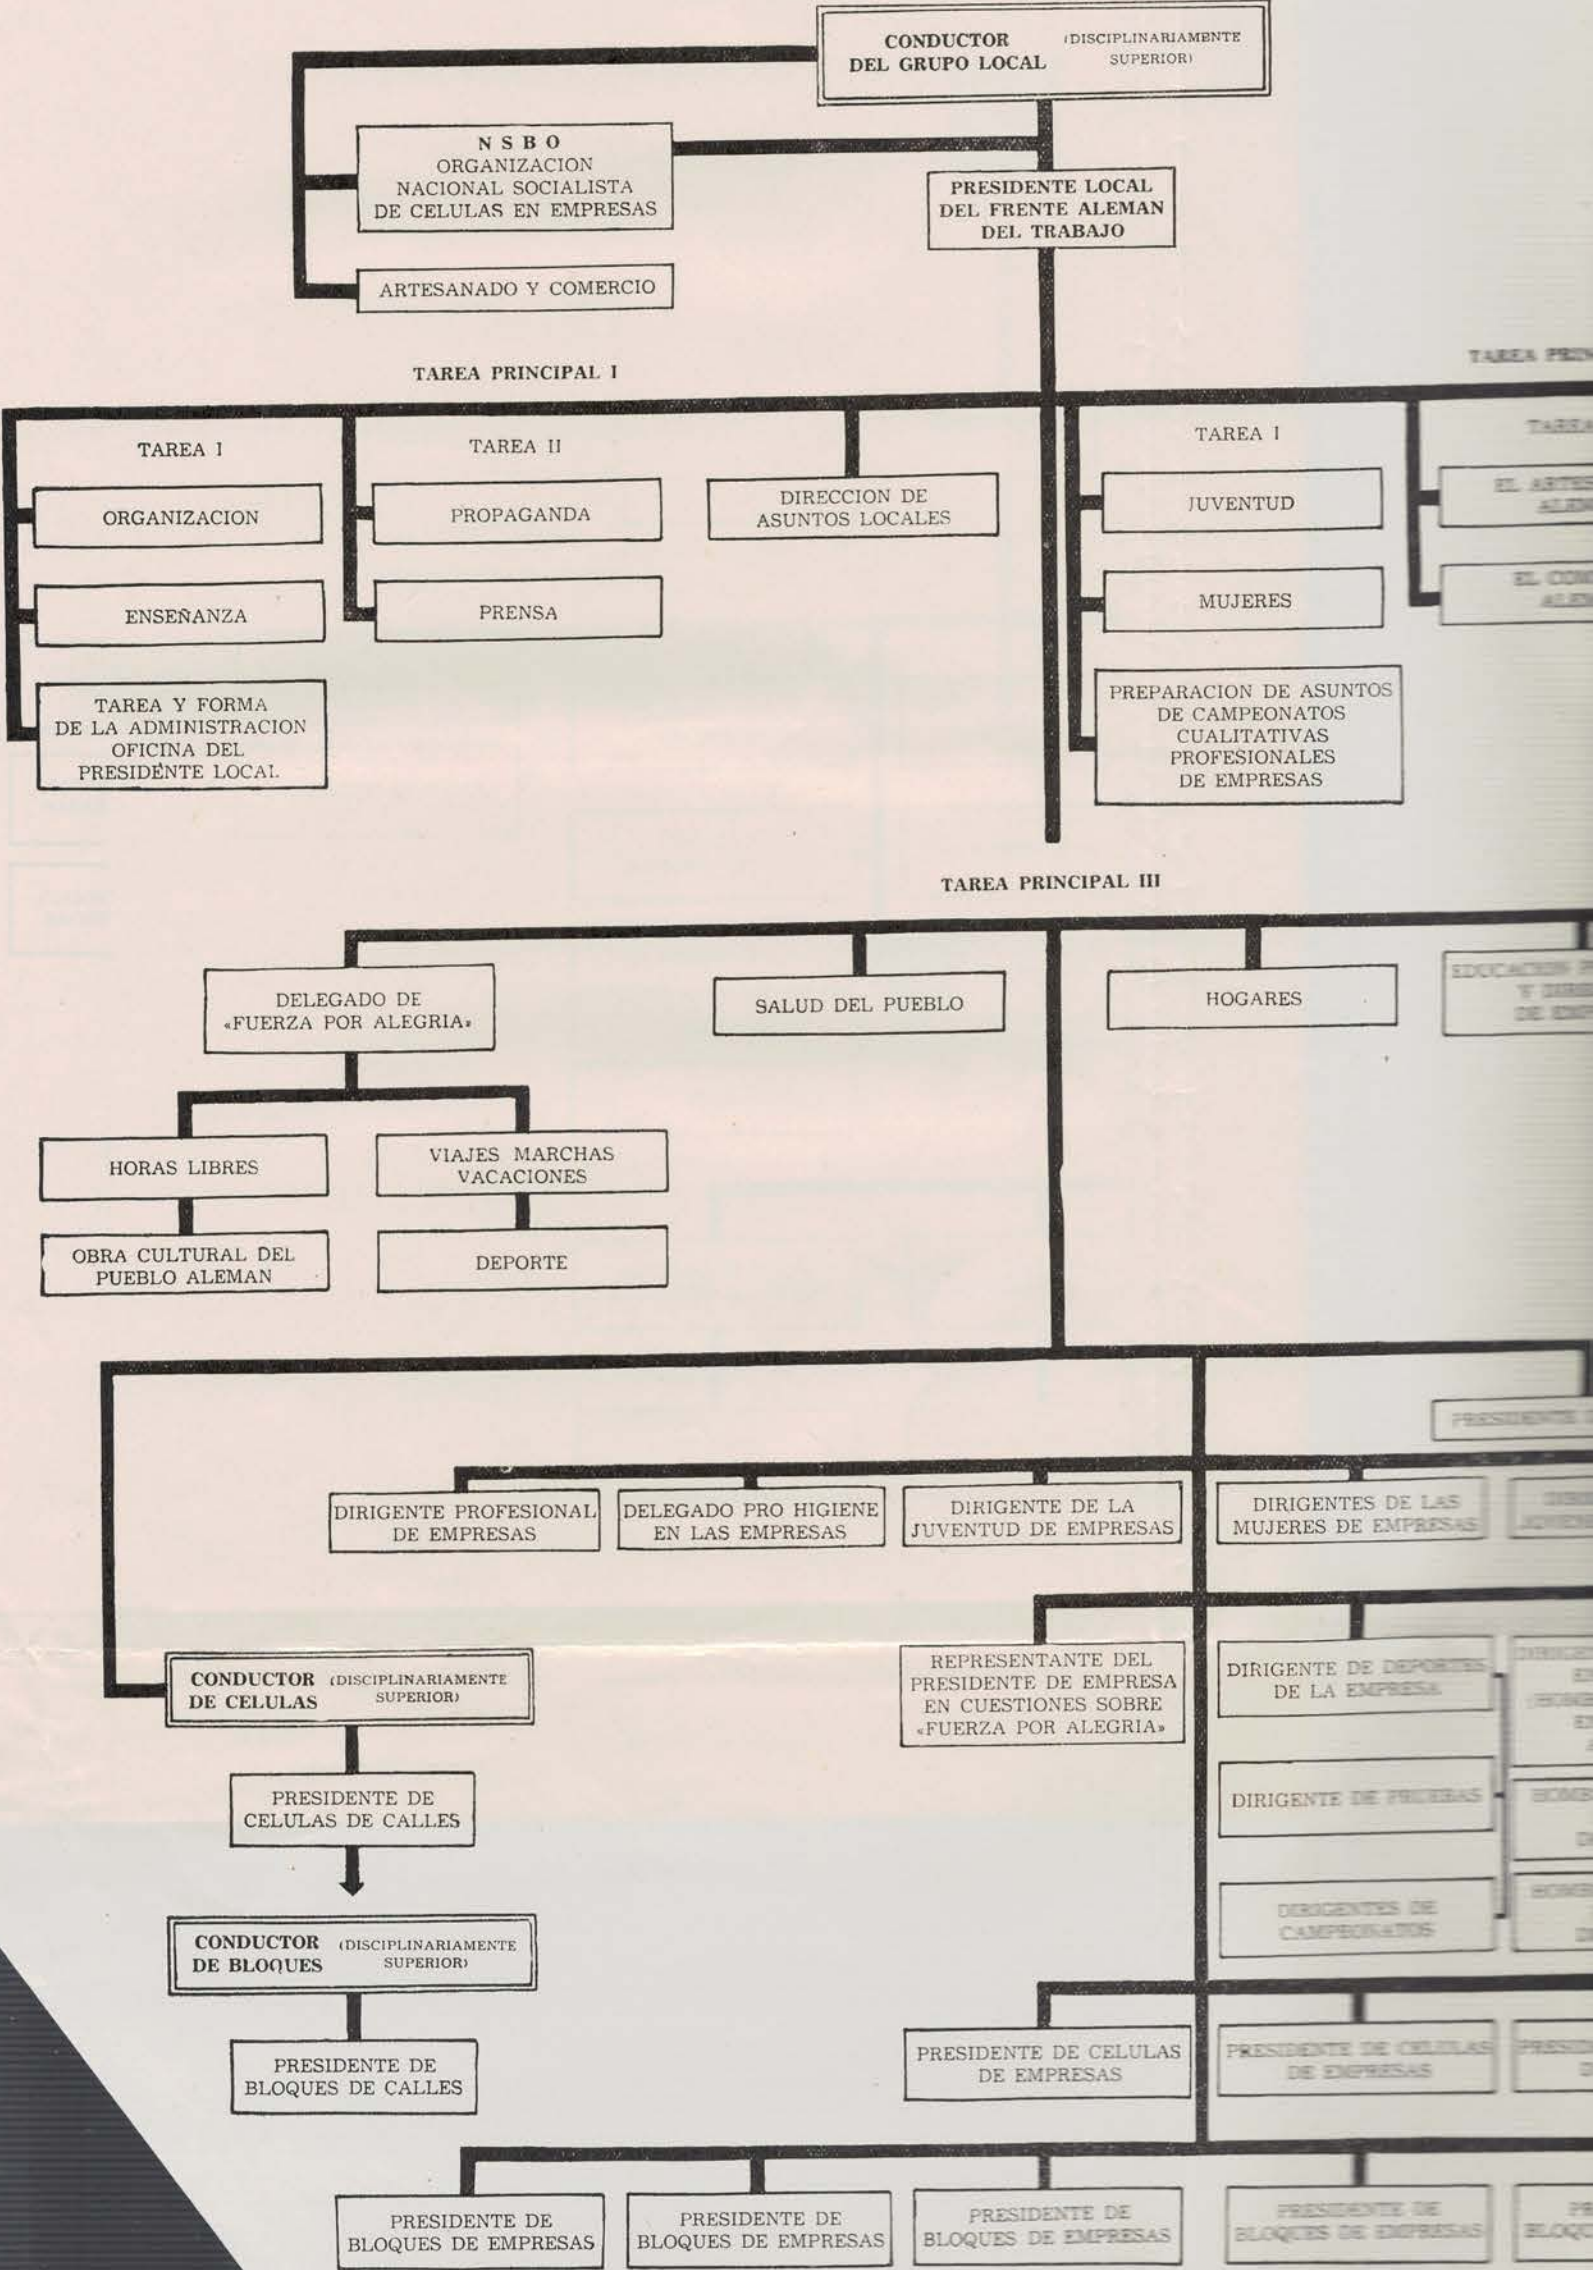 CONDUCTOR
DEL GRUPO LOCAL
(DISCIPLINARIAMENTE
SUPERIOR)
N S B O
ORGANIZACION
NACIONAL SOCIALISTA
DE CELULAS EN EMPRESAS
PRESIDENTE LOCAL
DEL FRENTE ALEMAN
DEL TRABAJO
ARTESANADO Y COMERCIO
TAREA PRINCIPAL I
TAREA
TAREA I
ORGANIZACION
ENSEÑANZA
TAREA Y FORMA
DE LA ADMINISTRACION
OFICINA DEL
PRESIDENTE LOCAL
TAREA II
PROPAGANDA
PRENSA
DIRECCION DE
ASUNTOS LOCALES
TAREA I
JUVENTUD
MUJERES
PREPARACION DE ASUNTOS
DE CAMPEONATOS
CUALITATIVAS
PROFESIONALES
DE EMPRESAS
TAREA
EL
EL
TAREA PRINCIPAL III
DELEGADO DE
«FUERZA POR ALEGRIA»
SALUD DEL PUEBLO
HOGARES
EDUCACION
Y
DE
HORAS LIBRES
VIAJES MARCHAS
VACACIONES
OBRA CULTURAL DEL
PUEBLO ALEMAN
DEPORTE
PRESIDENTE
DIRIGENTE PROFESIONAL
DE EMPRESAS
DELEGADO PRO HIGIENE
EN LAS EMPRESAS
DIRIGENTE DE LA
JUVENTUD DE EMPRESAS
DIRIGENTES DE LAS
MUJERES DE EMPRESAS
CONDUCTOR
DE CELULAS
(DISCIPLINARIAMENTE
SUPERIOR)
REPRESENTANTE DEL
PRESIDENTE DE EMPRESA
EN CUESTIONES SOBRE
«FUERZA POR ALEGRIA»
DIRIGENTE DE DEPORTES
DE LA EMPRESA
PRESIDENTE DE
CELULAS DE CALLES
DIRIGENTE DE PRUEBAS
DIRIGENTES DE
CAMPEONATOS
CONDUCTOR
DE BLOQUES
(DISCIPLINARIAMENTE
SUPERIOR)
PRESIDENTE DE
BLOQUES DE CALLES
PRESIDENTE DE CELULAS
DE EMPRESAS
PRESIDENTE DE CELULAS
DE EMPRESAS
PRESIDENTE DE
BLOQUES DE EMPRESAS
PRESIDENTE DE
BLOQUES DE EMPRESAS
PRESIDENTE DE
BLOQUES DE EMPRESAS
PRESIDENTE DE
BLOQUES DE EMPRESAS